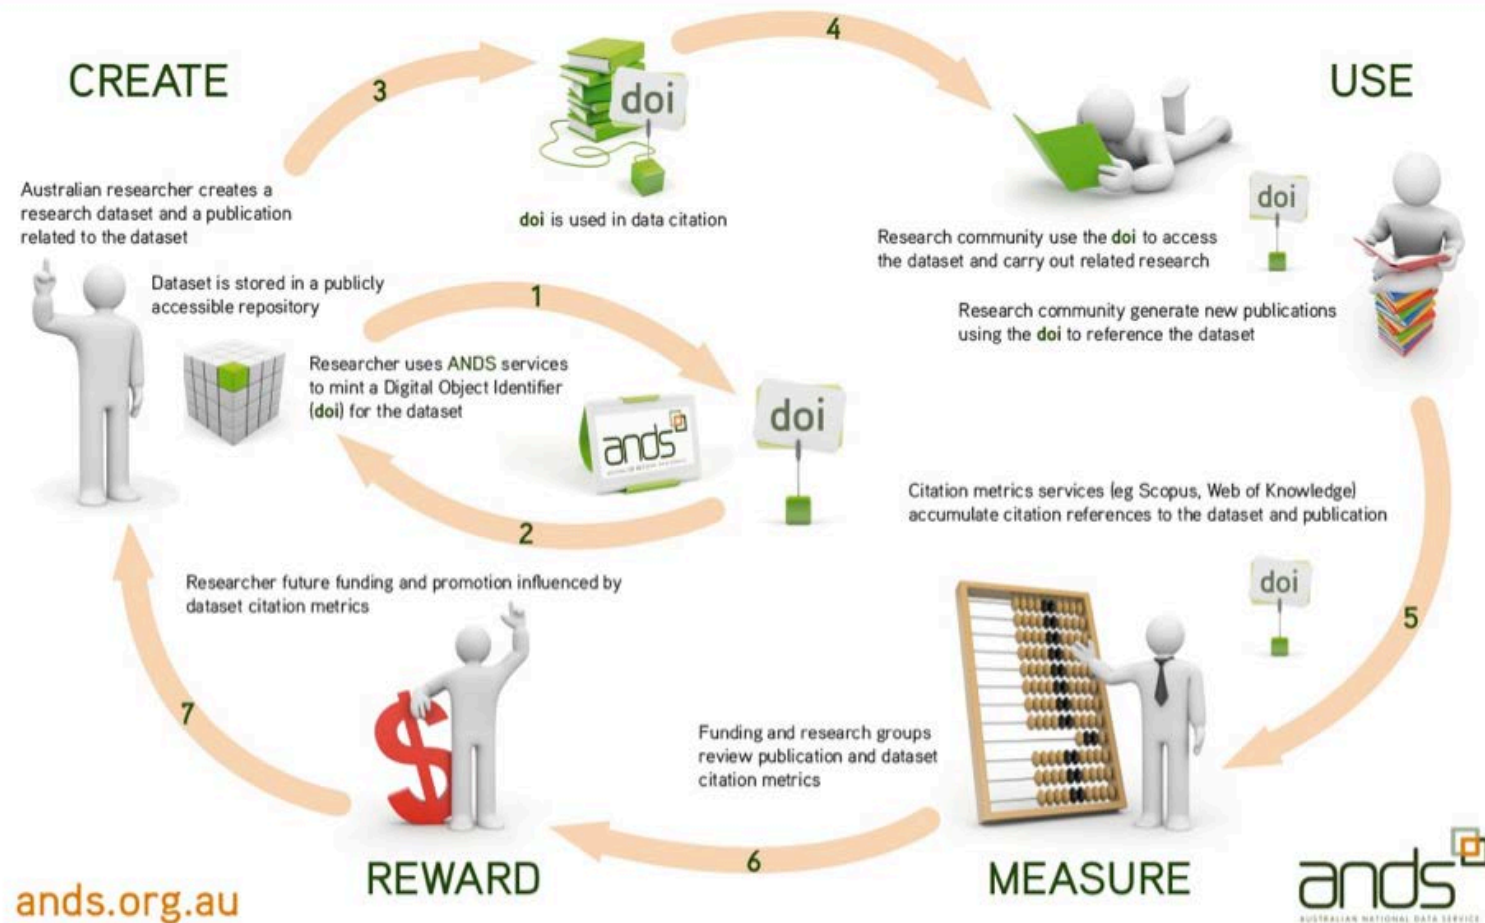 CREATE
3
doi
4
USE
Australian researcher creates a
research dataset and a publication
related to the dataset
doi is used in data citation
doi
Research community use the doi to access
the dataset and carry out related research
Research community generate new publications
using the doi to reference the dataset
Dataset is stored in a publicly
accessible repository
1
Researcher uses ANDS services
to mint a Digital Object Identifier
(doi) for the dataset
ands
doi
2
Citation metrics services (eg Scopus, Web of Knowledge)
accumulate citation references to the dataset and publication
doi
5
Researcher future funding and promotion influenced by
dataset citation metrics
7
$
Funding and research groups
review publication and dataset
citation metrics
6
REWARD
MEASURE
ands.org.au
ands
AUSTRALIAN NATIONAL DATA SERVICE